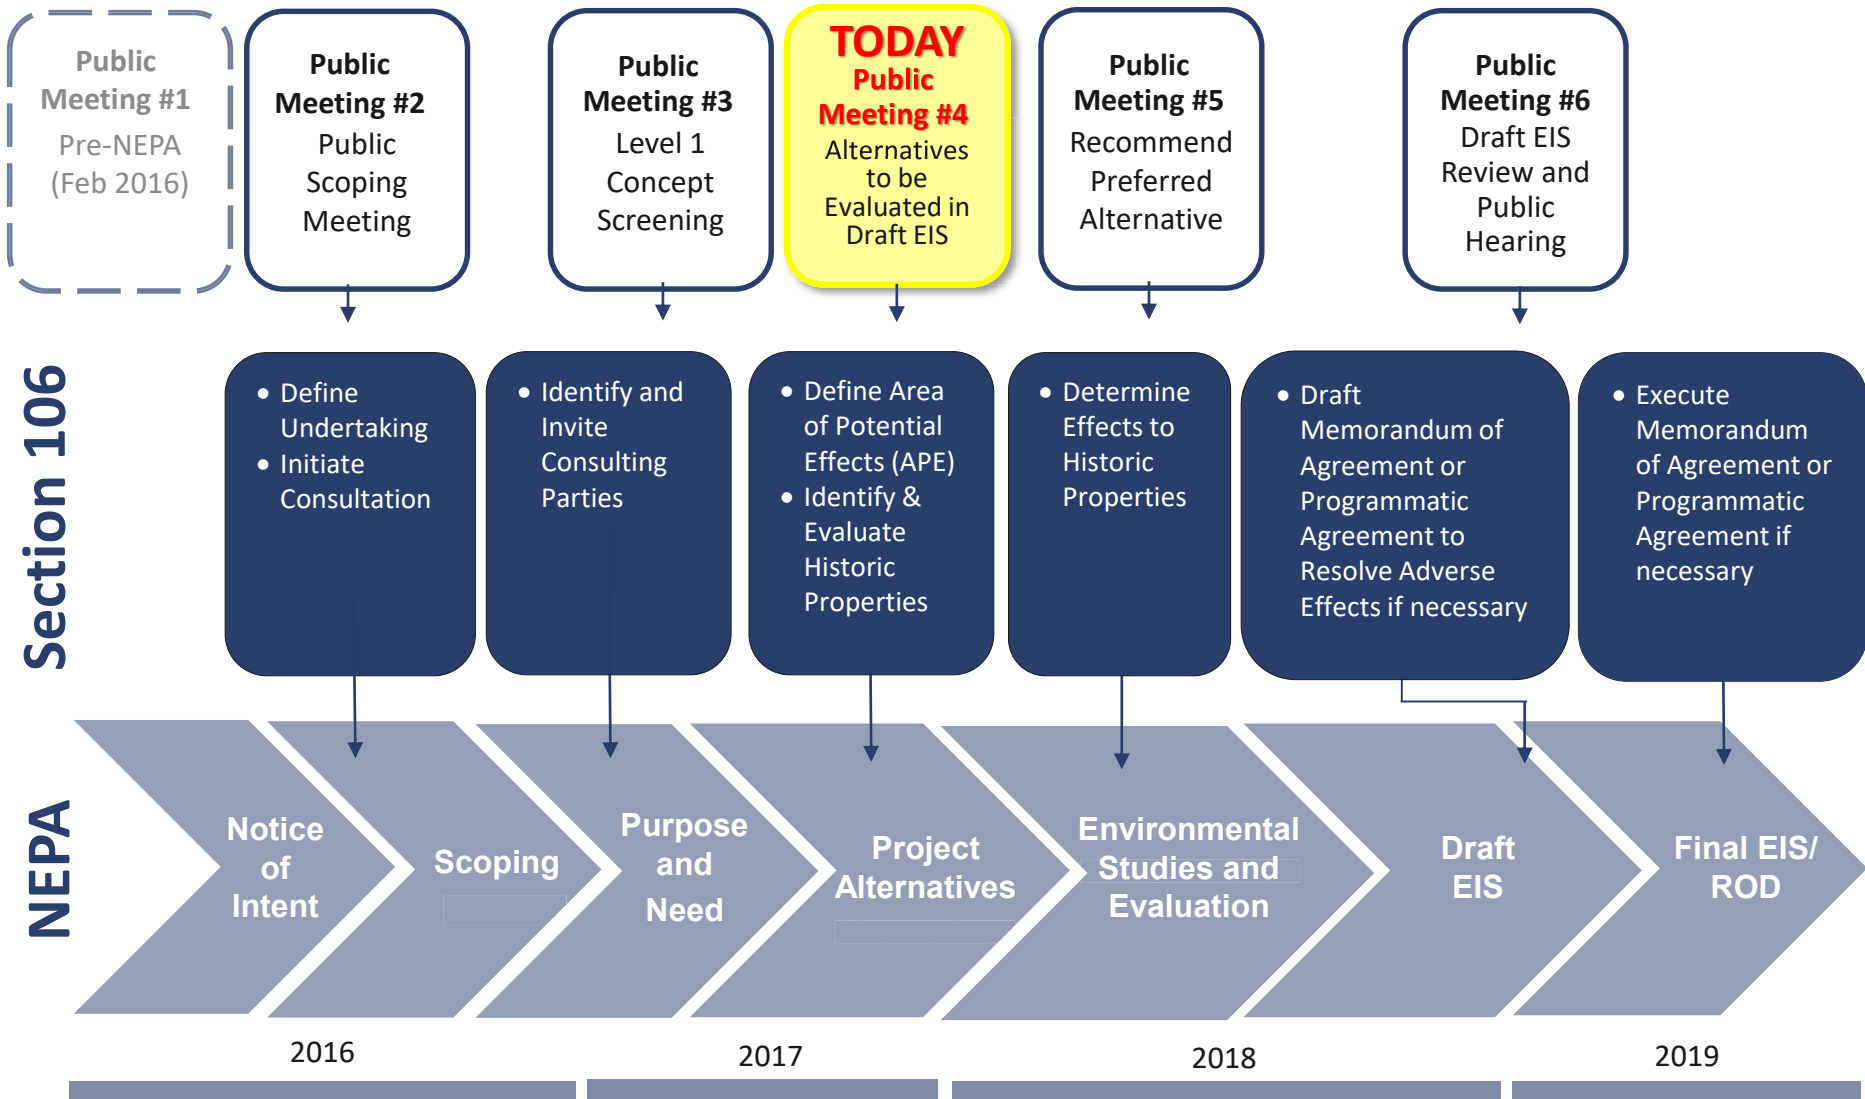 Public
Meeting #1
Pre-NEPA
(Feb 2016)
Public
Meeting #2
Public
Scoping
Meeting
Public
Meeting #3
Level 1
Concept
Screening
TODAY
Public
Meeting #4
Alternatives
to be
Evaluated in
Draft EIS
Public
Meeting #5
Recommend
Preferred
Alternative
Public
Meeting #6
Draft EIS
Review and
Public
Hearing
Section 106
• Define
Undertaking
• Initiate
Consultation
• Identify and
Invite
Consulting
Parties
• Define Area
of Potential
Effects (APE)
• Identify &
Evaluate
Historic
Properties
• Determine
Effects to
Historic
Properties
• Draft
Memorandum of
Agreement or
Programmatic
Agreement to
Resolve Adverse
Effects if necessary
• Execute
Memorandum
of Agreement or
Programmatic
Agreement if
necessary
NEPA
Notice
of
Intent
Scoping
Purpose
and
Need
Project
Alternatives
Environmental
Studies and
Evaluation
Draft
EIS
Final EIS/
ROD
2016
2017
2018
2019